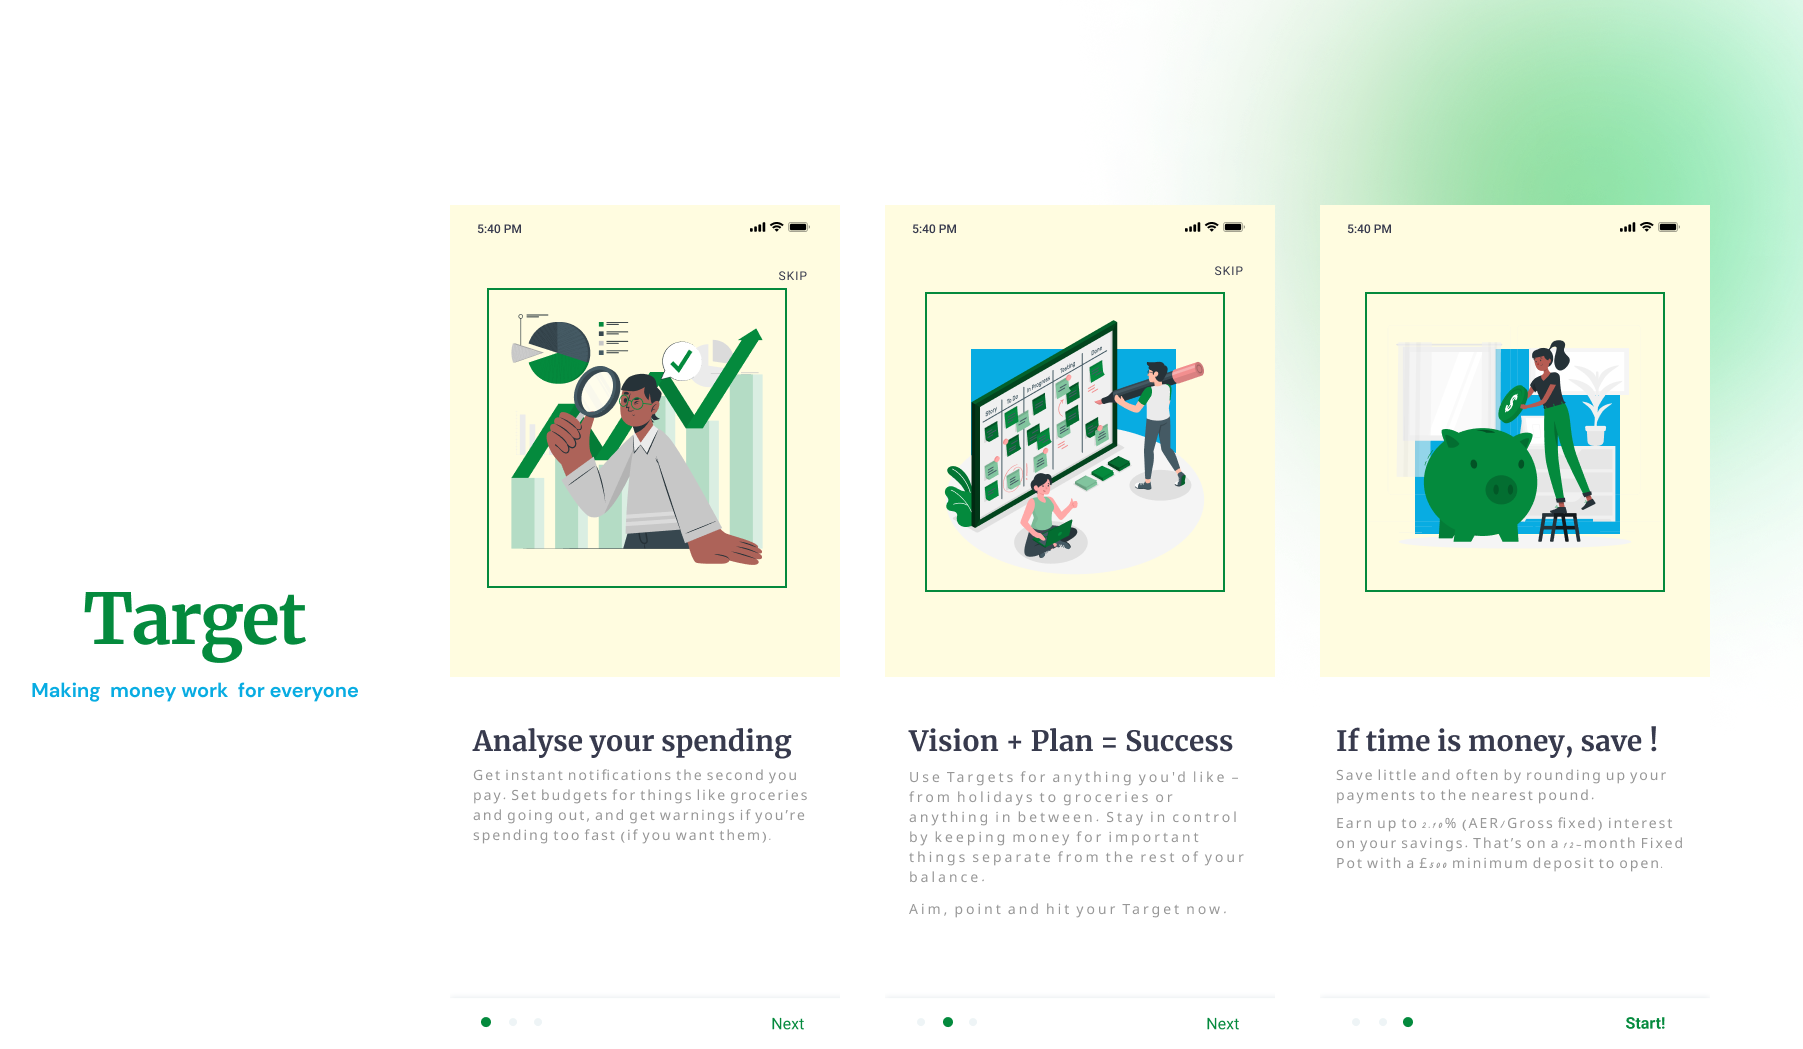 Target
Making money work for everyone
5:40 PM
SKIP
Analyse your spending
Get instant notifications the second you
pay. Set budgets for things like groceries
and going out, and get warnings if you’re
spending too fast (if you want them).
Next
5:40 PM
SKIP
Story
To Do
In Progress
Testing
Done
Vision + Plan = Success
Use Targets for anything you'd like –
from holidays to groceries or
anything in between. Stay in control
by keeping money for important
things separate from the rest of your
balance.
Aim, point and hit your Target now.
Next
5:40 PM
If time is money, save !
Save little and often by rounding up your
payments to the nearest pound.
Earn up to 2.10% (AER/Gross fixed) interest
on your savings. That’s on a 12-month Fixed
Pot with a £500 minimum deposit to open.
Start!